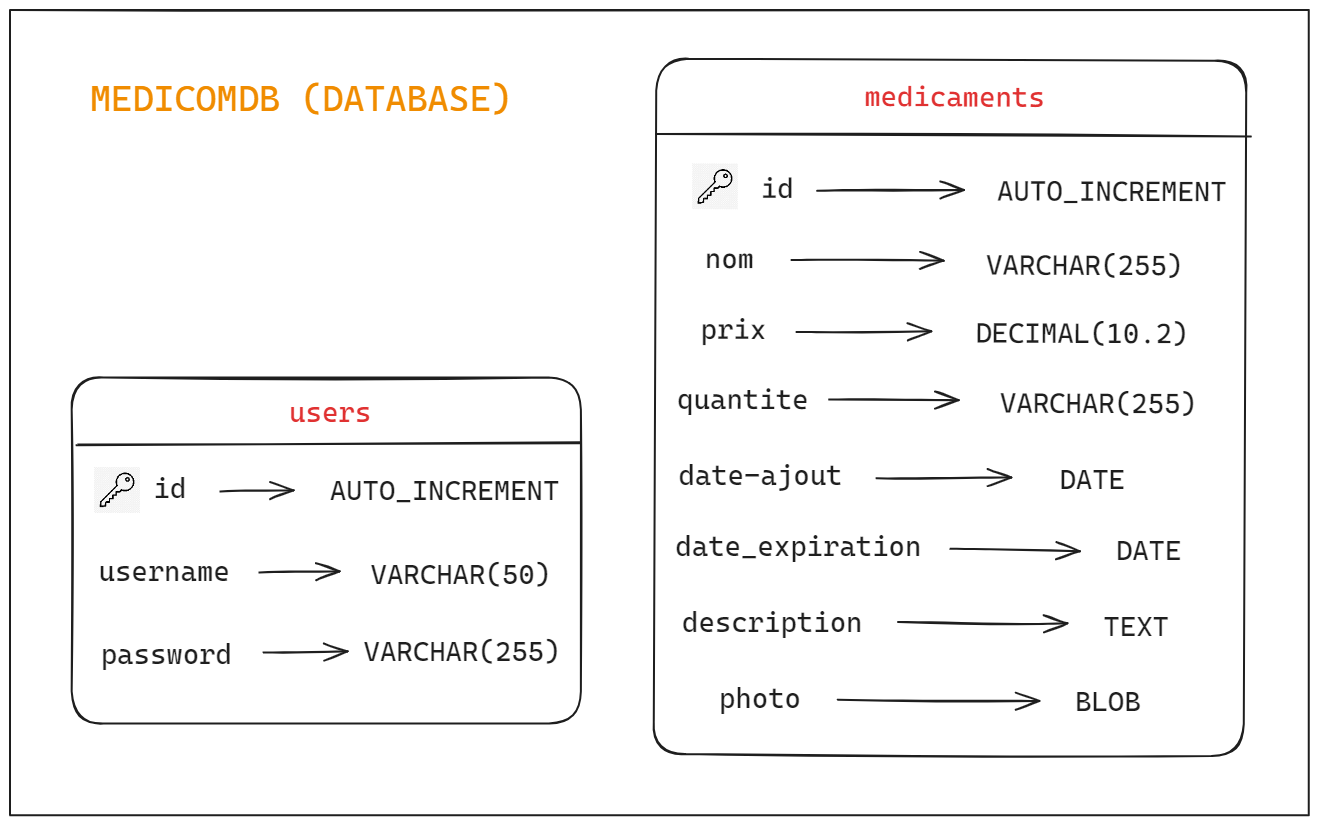 MEDICOMDB (DATABASE)
users
id AUTO_INCREMENT
username VARCHAR(50)
password VARCHAR(255)
medicaments
id AUTO_INCREMENT
nom VARCHAR(255)
prix DECIMAL(10.2)
quantite VARCHAR(255)
date-ajout DATE
date_expiration DATE
description TEXT
photo BLOB